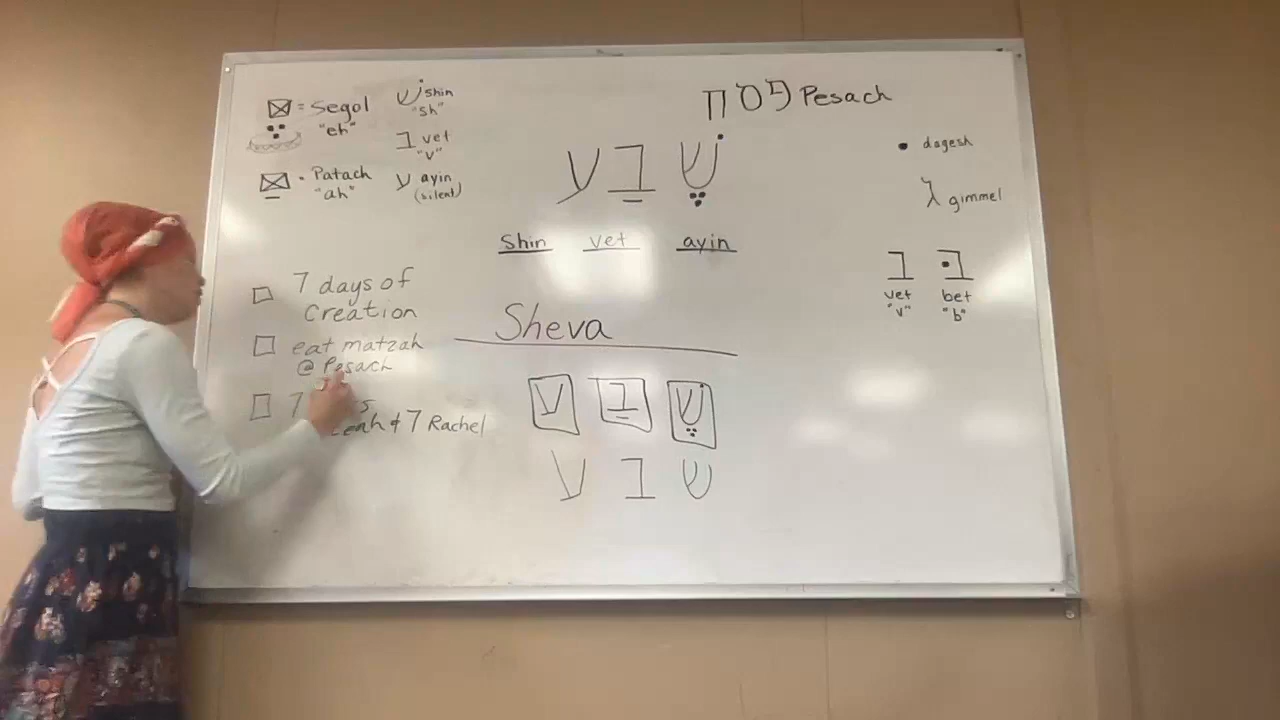 = Segol
"eh"
שׁ shin
"sh"
ב vet
"v"
Patach
"ah"
ע ayin
(silent)
פסח Pesach
שֶׁבַע
shin vet ayin
dagesh
גֹ gimmel
ב בּ
vet bet
"v" "b"
7 days of
Creation
eat matzah
@ Pesach
7
Leah & 7 Rachel
Sheva
שֶׁ בַ ע
ש ב ע